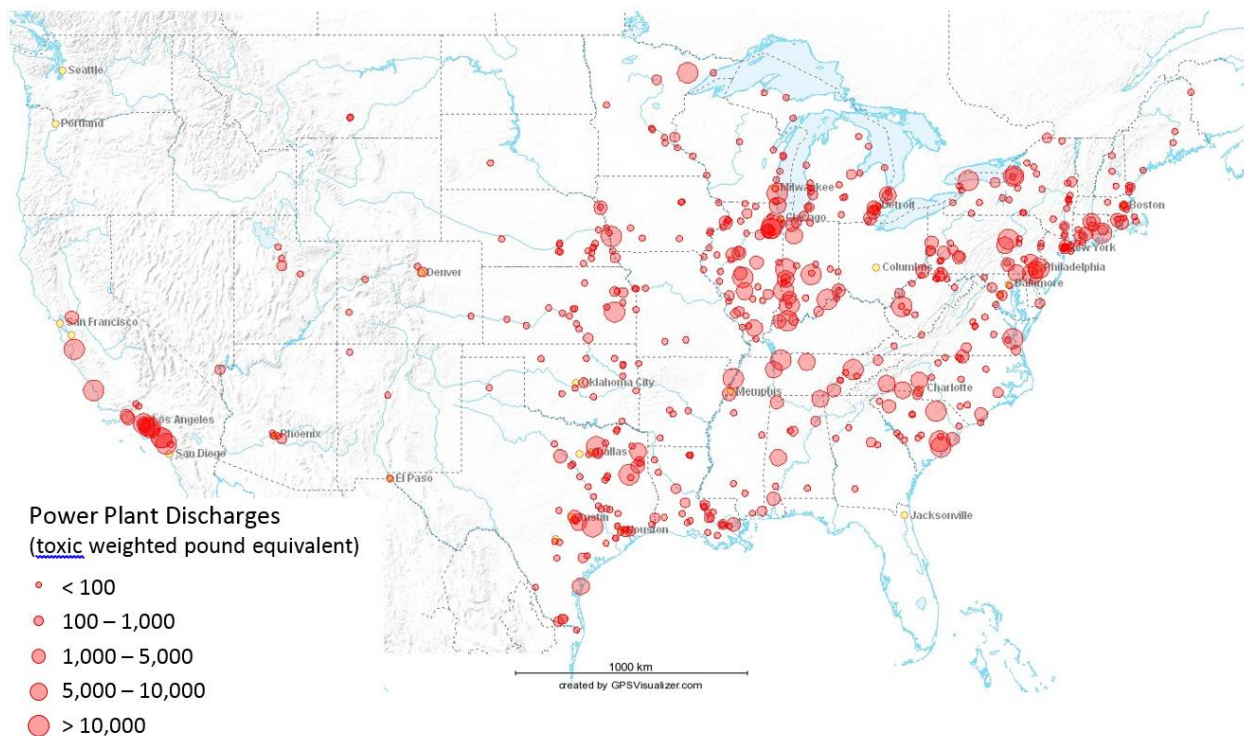 Seattle
Portland
Milwaukee
Detroit
Chicago
Boston
New York
Columbus
Philadelphia
Baltimore
Denver
San Francisco
Oklahoma City
Memphis
Charlotte
Los Angeles
Phoenix
San Diego
Dallas
El Paso
Austin
Houston
Jacksonville
Power Plant Discharges
(toxic weighted pound equivalent)
< 100
100 – 1,000
1,000 – 5,000
5,000 – 10,000
> 10,000
1000 km
created by GPSVisualizer.com